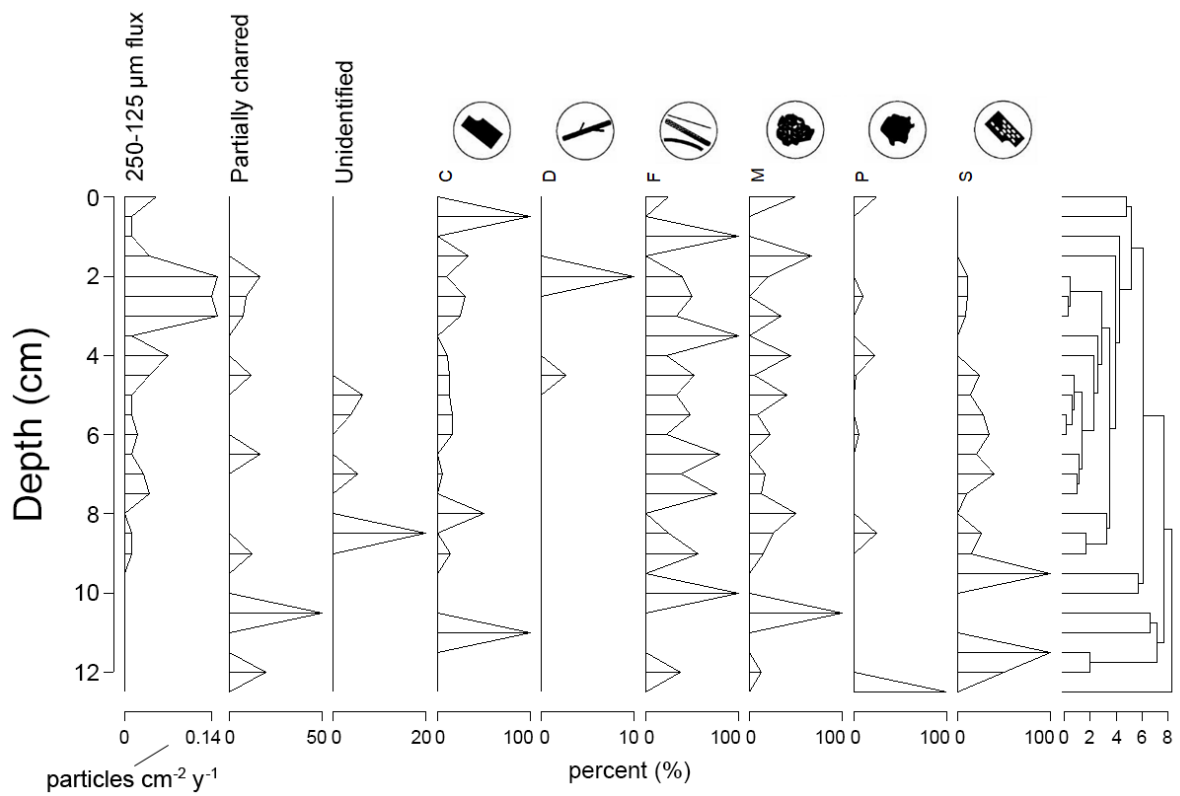 250-125 µm flux
Partially charred
Unidentified
C
D
F
M
P
S
Depth (cm)
0
2
4
6
8
10
12
0 0.14 0 50 0 20 0 100 0 10 0 100 0 100 0 100 0 100 0 2 4 6 8
particles cm⁻² y⁻¹
percent (%)